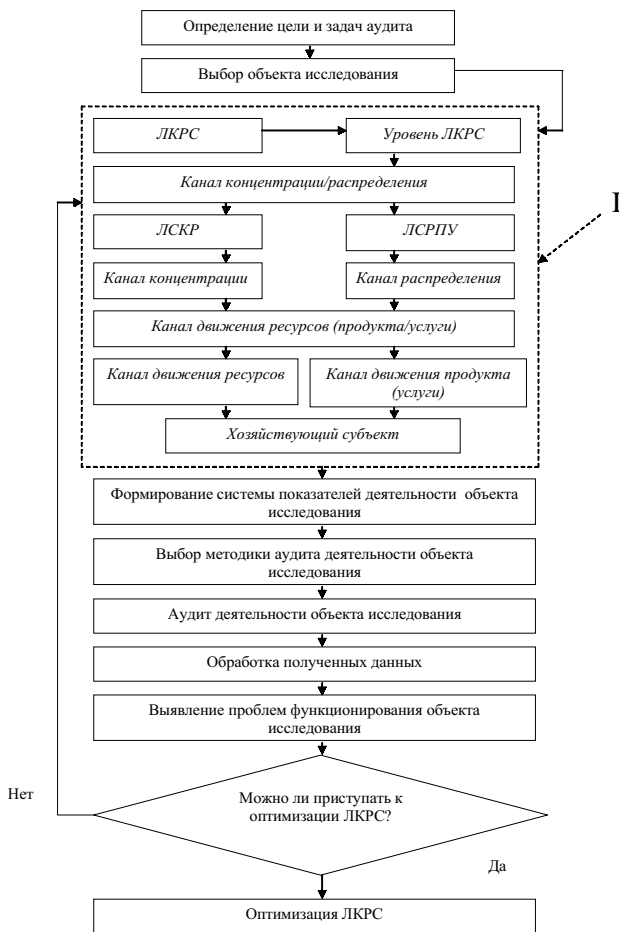 Определение цели и задач аудита
Выбор объекта исследования
ЛКРС
Уровень ЛКРС
Канал концентрации/распределения
I
ЛСКР
ЛСРПУ
Канал концентрации
Канал распределения
Канал движения ресурсов (продукта/услуги)
Канал движения ресурсов
Канал движения продукта
(услуги)
Хозяйствующий субъект
Формирование системы показателей деятельности объекта
исследования
Выбор методики аудита деятельности объекта
исследования
Аудит деятельности объекта исследования
Обработка полученных данных
Выявление проблем функционирования объекта
исследования
Нет
Можно ли приступать к
оптимизации ЛКРС?
Да
Оптимизация ЛКРС